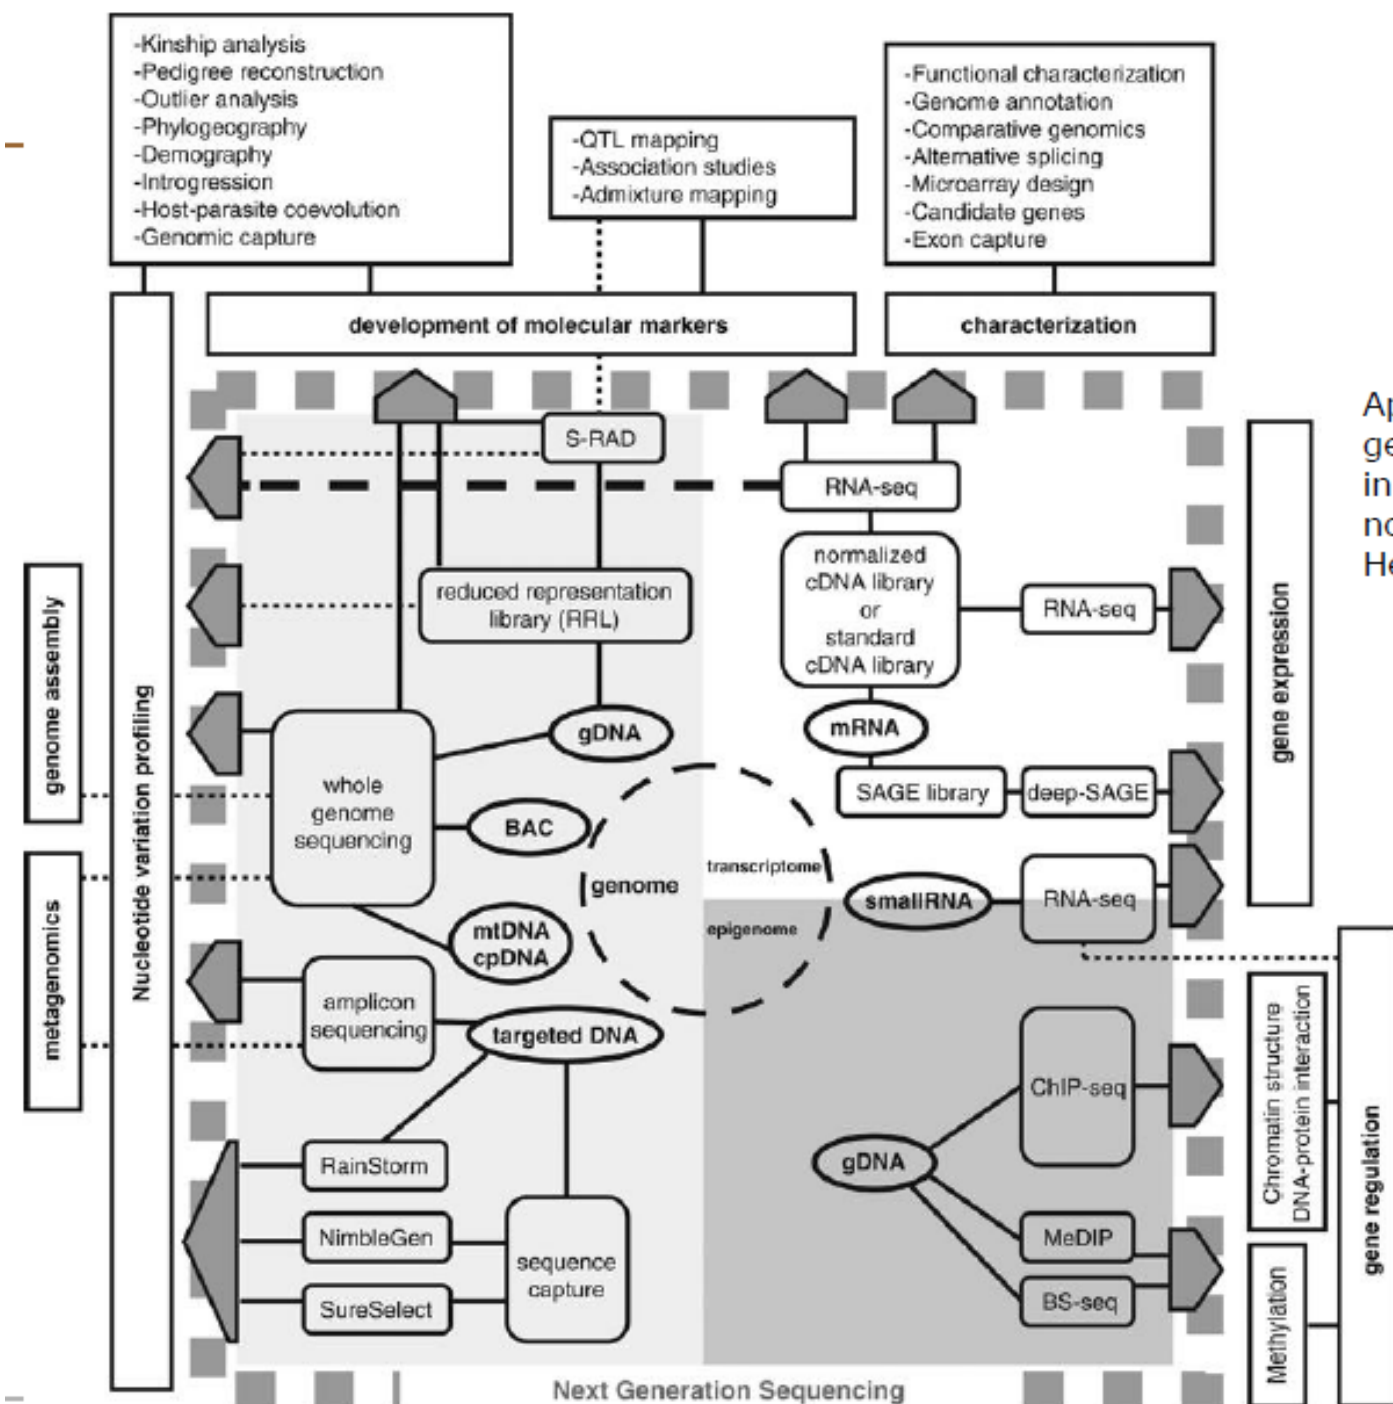 -Kinship analysis
-Pedigree reconstruction
-Outlier analysis
-Phylogeography
-Demography
-Introgression
-Host-parasite coevolution
-Genomic capture
-QTL mapping
-Association studies
-Admixture mapping
-Functional characterization
-Genome annotation
-Comparative genomics
-Alternative splicing
-Microarray design
-Candidate genes
-Exon capture
development of molecular markers
characterization
S-RAD
RNA-seq
reduced representation
library (RRL)
normalized
cDNA library
or
standard
cDNA library
RNA-seq
gDNA
mRNA
whole
genome
sequencing
SAGE library
deep-SAGE
BAC
genome
transcriptome
epigenome
smallRNA
RNA-seq
mtDNA
cpDNA
amplicon
sequencing
targeted DNA
ChIP-seq
gDNA
RainStorm
NimbleGen
SureSelect
sequence
capture
MeDIP
BS-seq
genome assembly
metagenomics
Nucleotide variation profiling
gene expression
Chromatin structure
DNA-protein interaction
Methylation
gene regulation
Next Generation Sequencing
Ap
ge
in
no
He